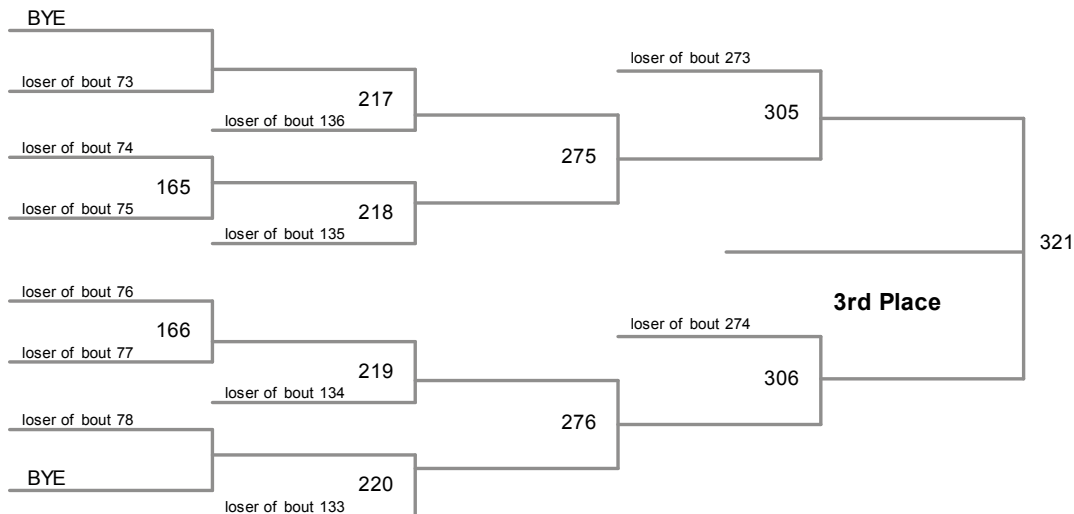 BYE
loser of bout 273
loser of bout 73
217
305
loser of bout 136
loser of bout 74
275
165
218
loser of bout 75
loser of bout 135
321
loser of bout 76
3rd Place
166
loser of bout 274
loser of bout 77
219
306
loser of bout 134
loser of bout 78
276
BYE
220
loser of bout 133